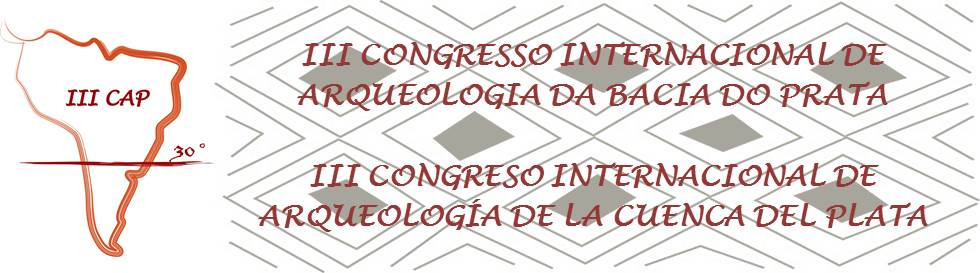 III CAP
30°
III CONGRESSO INTERNACIONAL DE
ARQUEOLOGIA DA BACIA DO PRATA
III CONGRESO INTERNACIONAL DE
ARQUEOLOGÍA DE LA CUENCA DEL PLATA